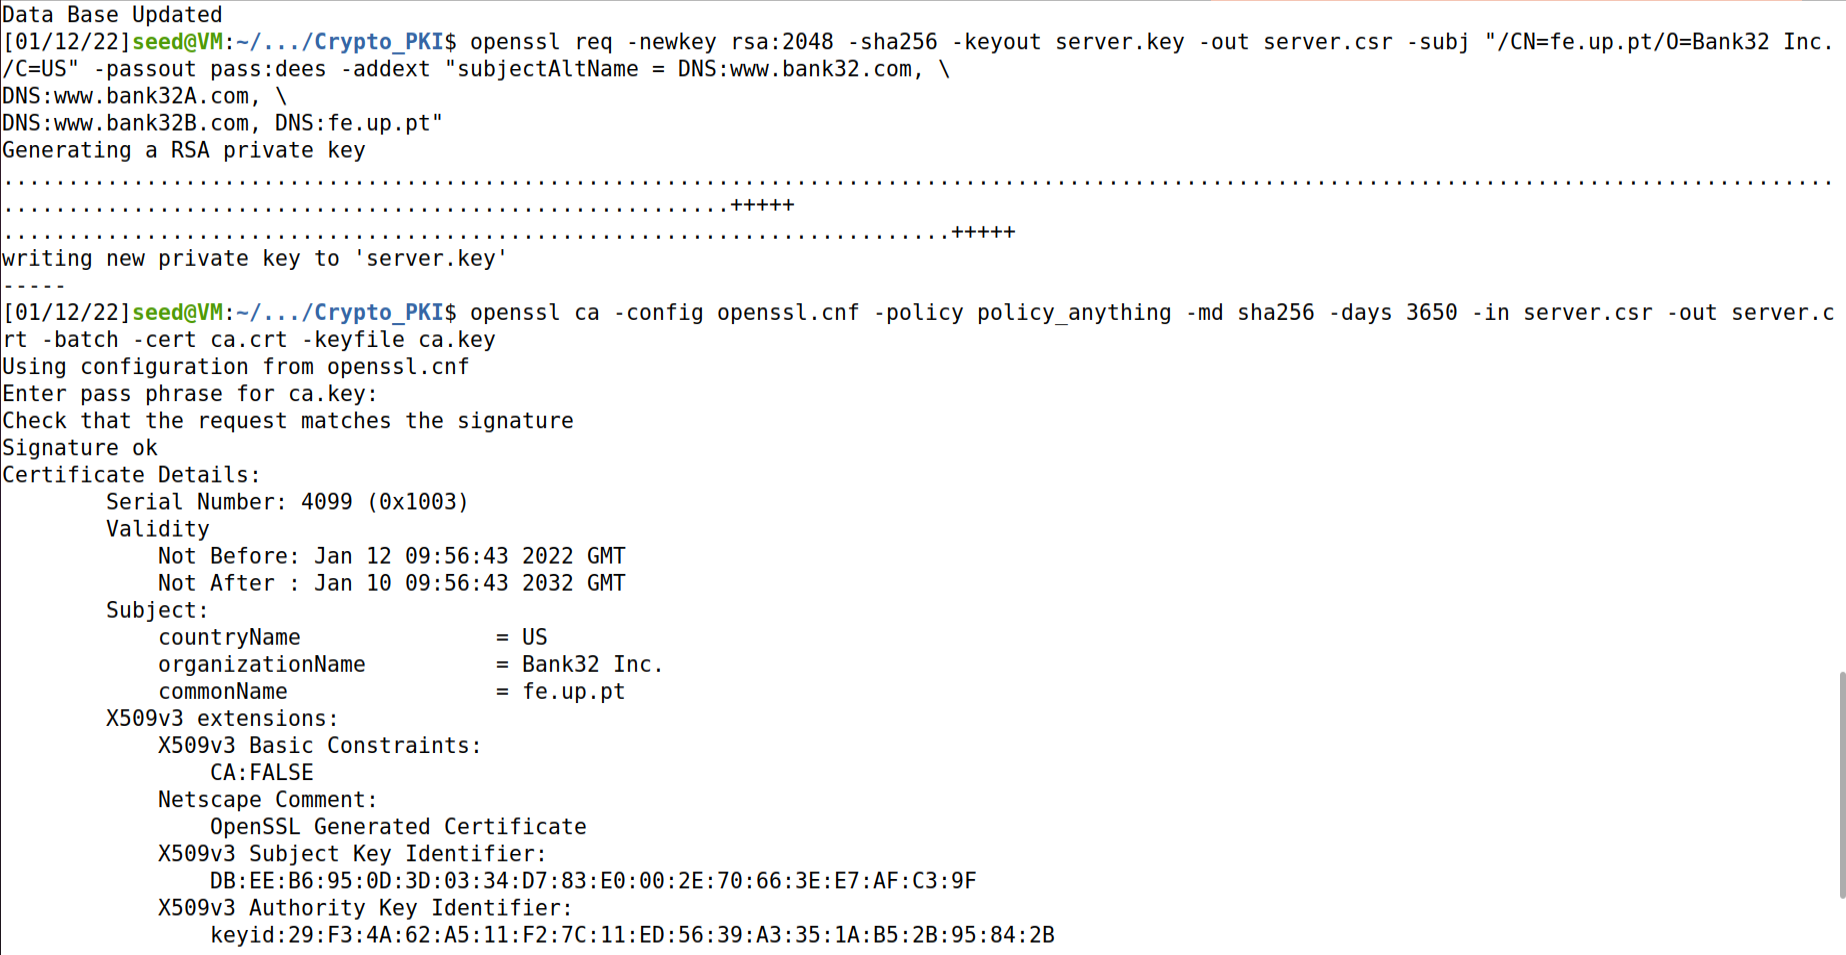 Data Base Updated
[01/12/22]seed@VM:~/.../Crypto_PKI$ openssl req -newkey rsa:2048 -sha256 -keyout server.key -out server.csr -subj "/CN=fe.up.pt/O=Bank32 Inc.
/C=US" -passout pass:dees -addext "subjectAltName = DNS:www.bank32.com, \
DNS:www.bank32A.com, \
DNS:www.bank32B.com, DNS:fe.up.pt"
Generating a RSA private key
.............................................................................................................................................
........................................................+++++
.........................................................................+++++
writing new private key to 'server.key'
-----
[01/12/22]seed@VM:~/.../Crypto_PKI$ openssl ca -config openssl.cnf -policy policy_anything -md sha256 -days 3650 -in server.csr -out server.c
rt -batch -cert ca.crt -keyfile ca.key
Using configuration from openssl.cnf
Enter pass phrase for ca.key:
Check that the request matches the signature
Signature ok
Certificate Details:
        Serial Number: 4099 (0x1003)
        Validity
            Not Before: Jan 12 09:56:43 2022 GMT
            Not After : Jan 10 09:56:43 2032 GMT
        Subject:
            countryName               = US
            organizationName          = Bank32 Inc.
            commonName                = fe.up.pt
        X509v3 extensions:
            X509v3 Basic Constraints:
                CA:FALSE
            Netscape Comment:
                OpenSSL Generated Certificate
            X509v3 Subject Key Identifier:
                DB:EE:B6:95:0D:3D:03:34:D7:83:E0:00:2E:70:66:3E:E7:AF:C3:9F
            X509v3 Authority Key Identifier:
                keyid:29:F3:4A:62:A5:11:F2:7C:11:ED:56:39:A3:35:1A:B5:2B:95:84:2B